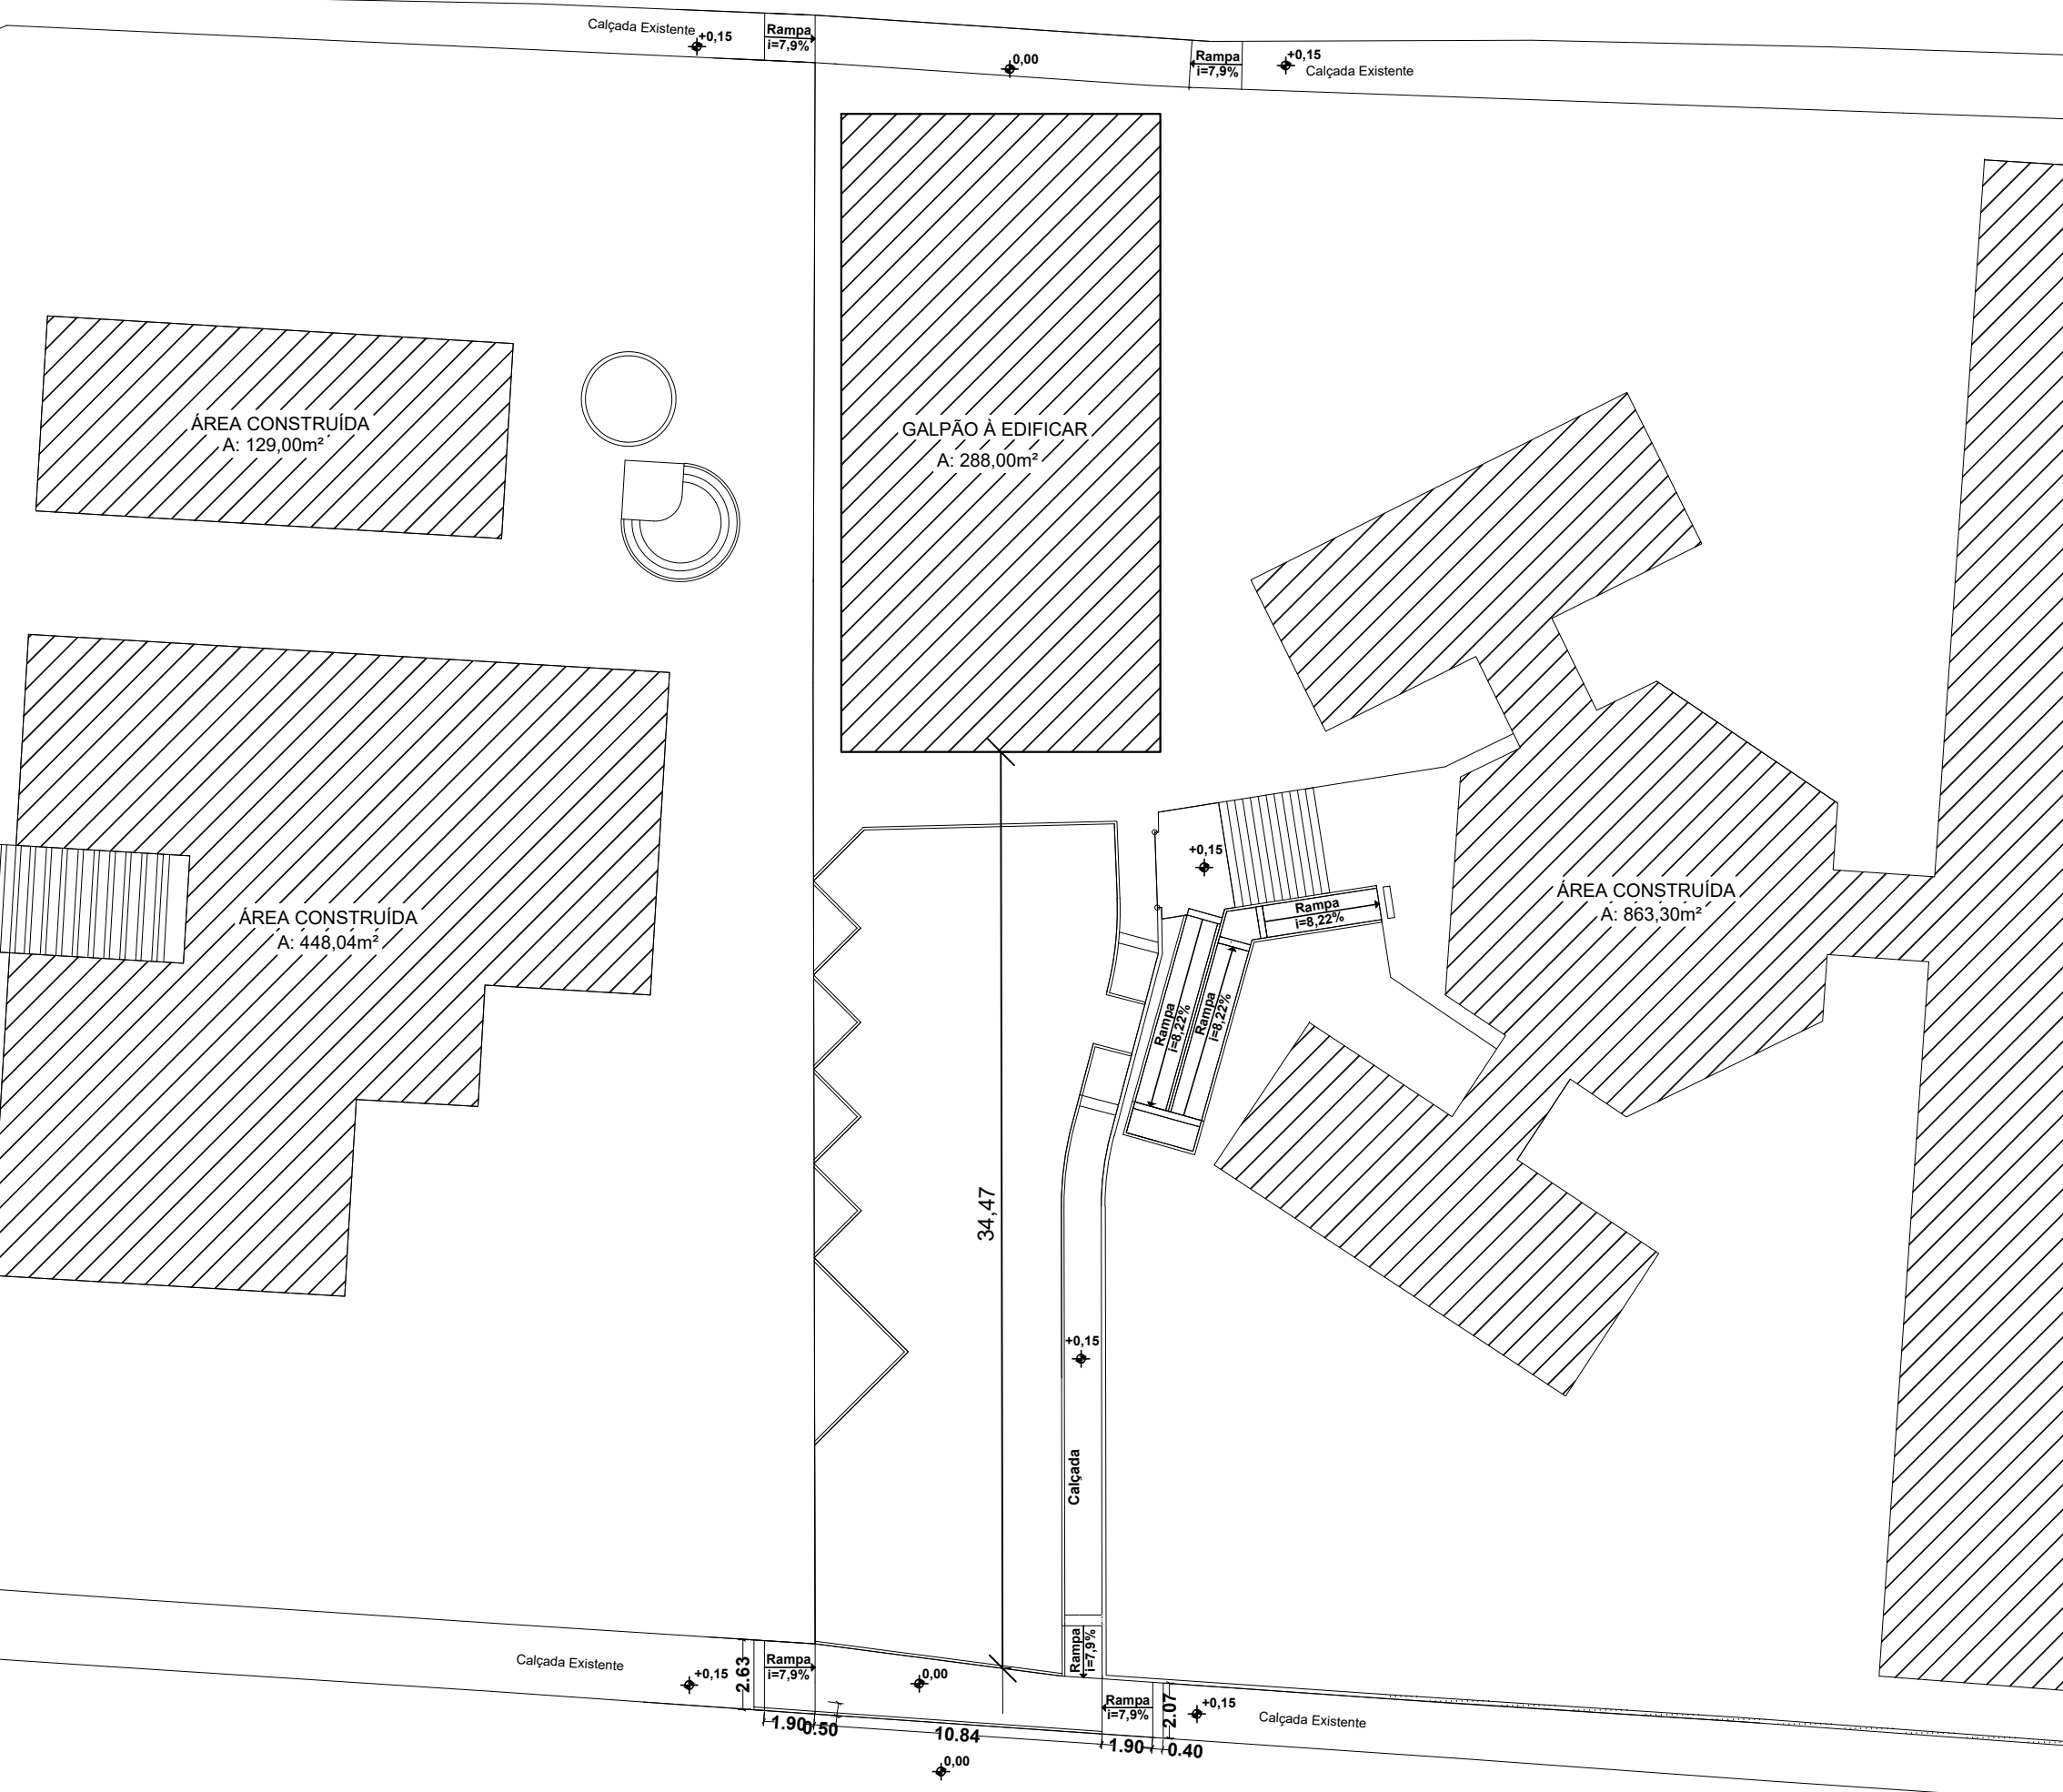 Calçada Existente
+0,15
Rampa
i=7,9%
0,00
Rampa
i=7,9%
+0,15
Calçada Existente
ÁREA CONSTRUÍDA
A: 129,00m²
GALPÃO À EDIFICAR
A: 288,00m²
+0,15
ÁREA CONSTRUÍDA
A: 863,30m²
Rampa
i=8,22%
ÁREA CONSTRUÍDA
A: 448,04m²
Rampa
i=8,22%
Rampa
i=8,22%
34,47
+0,15
Calçada
Rampa
i=7,9%
Calçada Existente
+0,15
2.63
Rampa
i=7,9%
0,00
Rampa
i=7,9%
2.07
+0,15
Calçada Existente
1.90
0.50
10.84
1.90
0.40
0,00